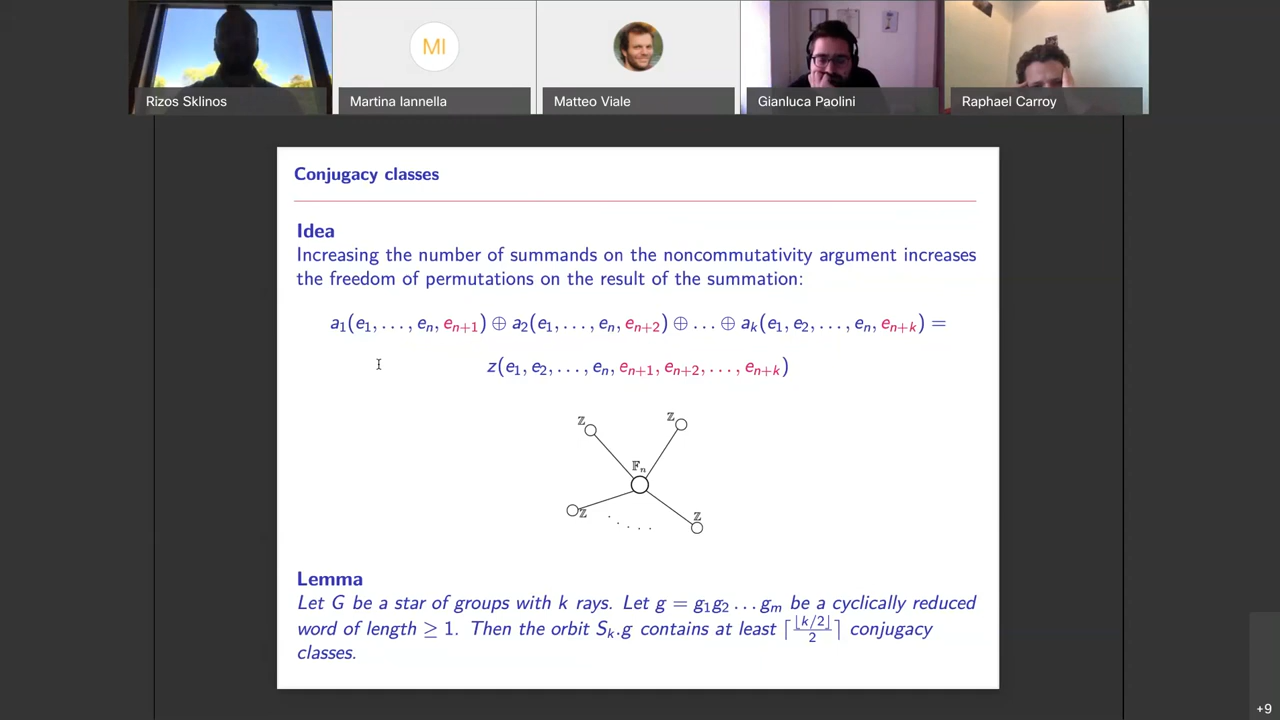 MI
Rizos Sklinos
Martina Iannella
Matteo Viale
Gianluca Paolini
Raphael Carroy
Conjugacy classes
Idea
Increasing the number of summands on the noncommutativity argument increases
the freedom of permutations on the result of the summation:
a₁(e₁, . . . , eₙ, eₙ₊₁) ⊕ a₂(e₁, . . . , eₙ, eₙ₊₂) ⊕ . . . ⊕ aₖ(e₁, e₂, . . . , eₙ, eₙ₊ₖ) =
z(e₁, e₂, . . . , eₙ, eₙ₊₁, eₙ₊₂, . . . , eₙ₊ₖ)
ℤ
ℤ
𝔽ₙ
ℤ
ℤ
. . . . .
Lemma
Let G be a star of groups with k rays. Let g = g₁g₂ . . . gₘ be a cyclically reduced
word of length ≥ 1. Then the orbit Sₖ.g contains at least ⌈⌊k/2⌋/2⌉ conjugacy
classes.
+9